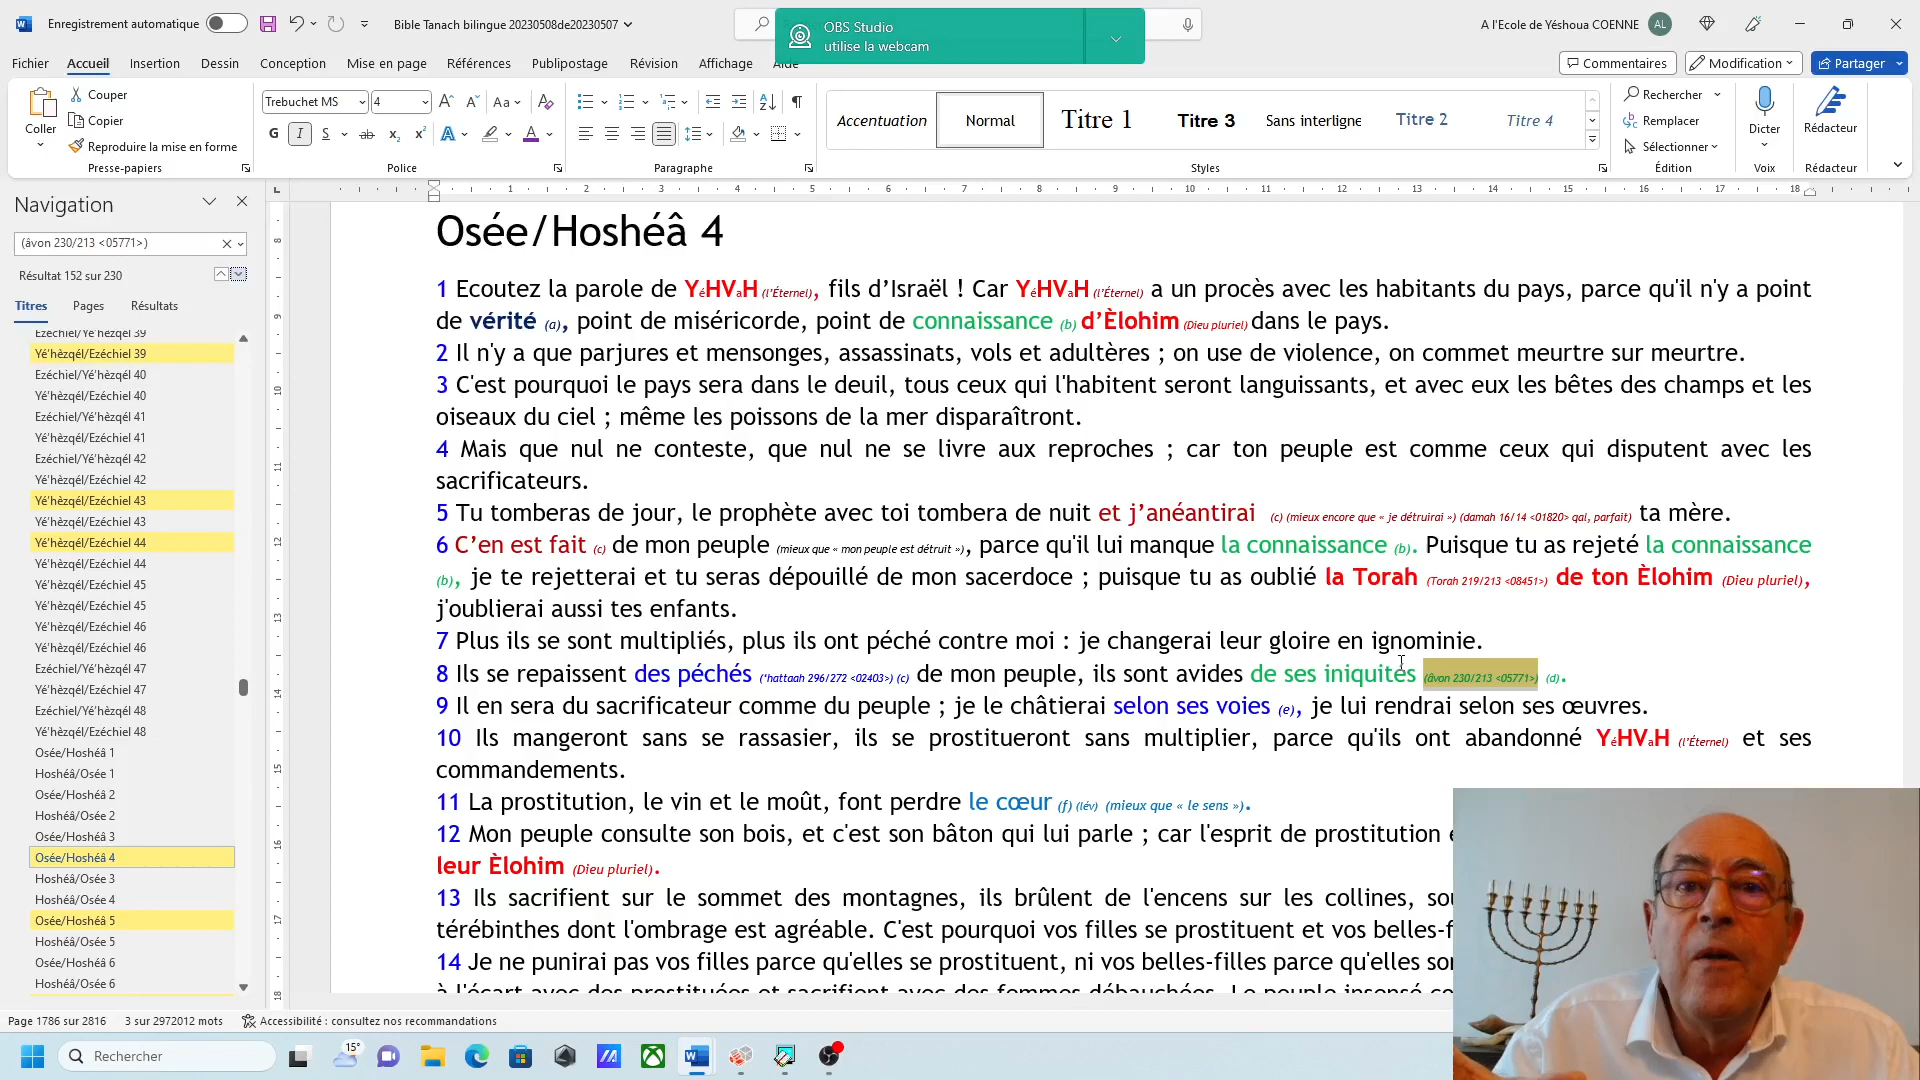 Enregistrement automatique
Bible Tanach bilingue 20230508de20230507
OBS Studio
utilise la webcam
A l'Ecole de Yéshoua COENNE
AL
Fichier Accueil Insertion Dessin Conception Mise en page Références Publipostage Révision Affichage Aide
Commentaires Modification Partager
Coller
Couper
Copier
Reproduire la mise en forme
Presse-papiers
Trebuchet MS 4
Police
Paragraphe
Accentuation Normal Titre 1 Titre 3 Sans interligne Titre 2 Titre 4
Styles
Rechercher
Remplacer
Sélectionner
Édition
Dicter
Voix
Rédacteur
Rédacteur
Navigation
(âvon 230/213 <05771>)
Résultat 152 sur 230
Titres Pages Résultats
Ezéchiel/Yé'hèzqél 39
Yé'hèzqél/Ezéchiel 39
Ezéchiel/Yé'hèzqél 40
Yé'hèzqél/Ezéchiel 40
Ezéchiel/Yé'hèzqél 41
Yé'hèzqél/Ezéchiel 41
Ezéchiel/Yé'hèzqél 42
Yé'hèzqél/Ezéchiel 42
Yé'hèzqél/Ezéchiel 43
Yé'hèzqél/Ezéchiel 43
Yé'hèzqél/Ezéchiel 44
Yé'hèzqél/Ezéchiel 44
Yé'hèzqél/Ezéchiel 45
Yé'hèzqél/Ezéchiel 45
Yé'hèzqél/Ezéchiel 46
Yé'hèzqél/Ezéchiel 46
Ezéchiel/Yé'hèzqél 47
Yé'hèzqél/Ezéchiel 47
Ezéchiel/Yé'hèzqél 48
Yé'hèzqél/Ezéchiel 48
Osée/Hoshéâ 1
Hoshéâ/Osée 1
Osée/Hoshéâ 2
Hoshéâ/Osée 2
Osée/Hoshéâ 3
Osée/Hoshéâ 4
Hoshéâ/Osée 3
Hoshéâ/Osée 4
Osée/Hoshéâ 5
Hoshéâ/Osée 5
Osée/Hoshéâ 6
Hoshéâ/Osée 6
Osée/Hoshéâ 4
1 Ecoutez la parole de YéHVaH (l'Éternel), fils d'Israël ! Car YéHVaH (l'Éternel) a un procès avec les habitants du pays, parce qu'il n'y a point
de vérité (a), point de miséricorde, point de connaissance (b) d'Èlohim (Dieu pluriel) dans le pays.
2 Il n'y a que parjures et mensonges, assassinats, vols et adultères ; on use de violence, on commet meurtre sur meurtre.
3 C'est pourquoi le pays sera dans le deuil, tous ceux qui l'habitent seront languissants, et avec eux les bêtes des champs et les
oiseaux du ciel ; même les poissons de la mer disparaîtront.
4 Mais que nul ne conteste, que nul ne se livre aux reproches ; car ton peuple est comme ceux qui disputent avec les
sacrificateurs.
5 Tu tomberas de jour, le prophète avec toi tombera de nuit et j'anéantirai (c) (mieux encore que « je détruirai ») (damah 16/14 <01820> qal, parfait) ta mère.
6 C'en est fait (c) de mon peuple (mieux que « mon peuple est détruit »), parce qu'il lui manque la connaissance (b). Puisque tu as rejeté la connaissance
(b), je te rejetterai et tu seras dépouillé de mon sacerdoce ; puisque tu as oublié la Torah (Torah 219/213 <08451>) de ton Èlohim (Dieu pluriel),
j'oublierai aussi tes enfants.
7 Plus ils se sont multipliés, plus ils ont péché contre moi : je changerai leur gloire en ignominie.
8 Ils se repaissent des péchés ('hattaah 296/272 <02403>) (c) de mon peuple, ils sont avides de ses iniquités (âvon 230/213 <05771>) (d).
9 Il en sera du sacrificateur comme du peuple ; je le châtierai selon ses voies (e), je lui rendrai selon ses œuvres.
10 Ils mangeront sans se rassasier, ils se prostitueront sans multiplier, parce qu'ils ont abandonné YéHVaH (l'Éternel) et ses
commandements.
11 La prostitution, le vin et le moût, font perdre le cœur (f) (lév) (mieux que « le sens »).
12 Mon peuple consulte son bois, et c'est son bâton qui lui parle ; car l'esprit de prostitution
leur Èlohim (Dieu pluriel).
13 Ils sacrifient sur le sommet des montagnes, ils brûlent de l'encens sur les collines,
térébinthes dont l'ombrage est agréable. C'est pourquoi vos filles se prostituent et vos belles-f
14 Je ne punirai pas vos filles parce qu'elles se prostituent, ni vos belles-filles parce qu'elles
à l'écart avec des prostituées et sacrifient avec des femmes débauchées. Le peuple insensé
Page 1786 sur 2816 3 sur 2972012 mots Accessibilité : consultez nos recommandations
Rechercher
15°